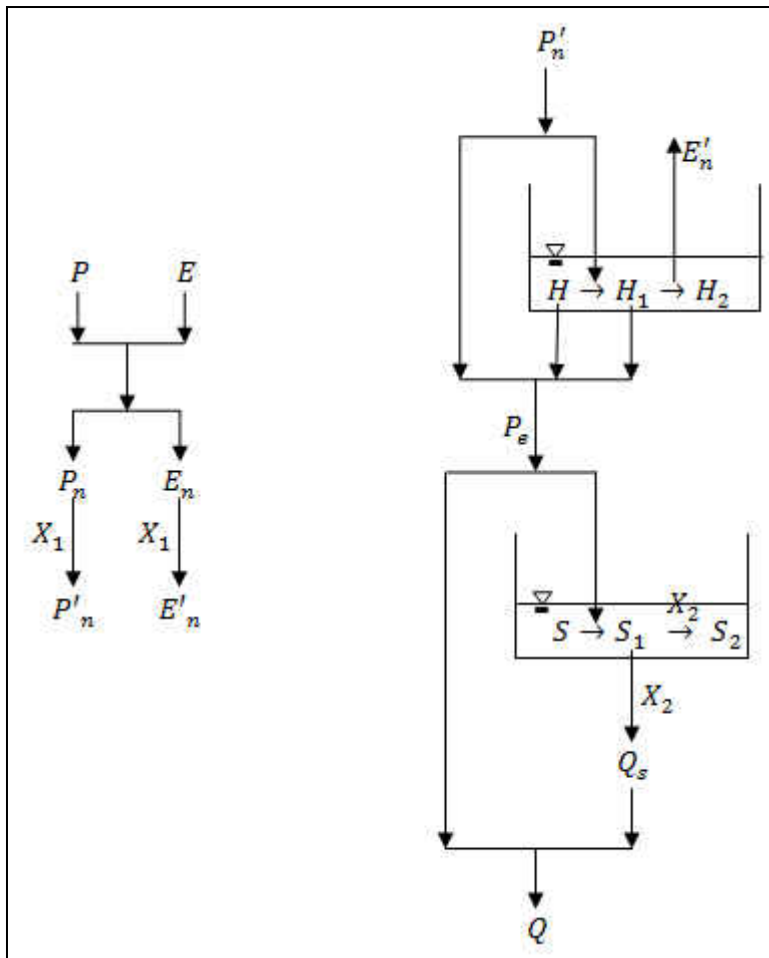 P′ₙ
E′ₙ
P E
H → H₁ → H₂
Pₑ
Pₙ Eₙ
X₁ X₁
P′ₙ E′ₙ
X₂
S → S₁ → S₂
X₂
Qₛ
Q